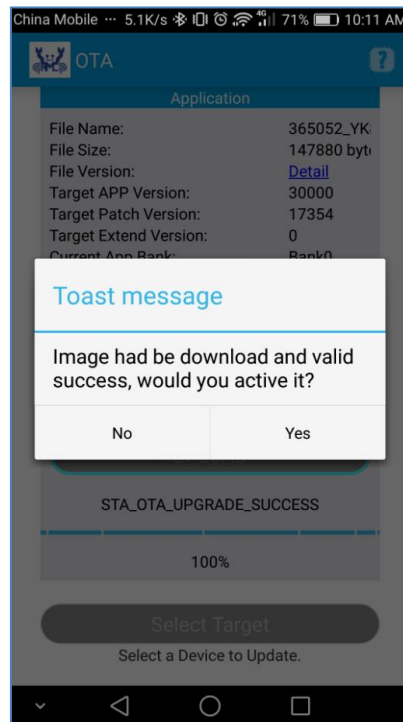 China Mobile ··· 5.1K/s 4G 71% 10:11 AM
OTA
?
Application
File Name: 365052_YK
File Size: 147880 byt
File Version: Detail
Target APP Version: 30000
Target Patch Version: 17354
Target Extend Version: 0
Current App Bank: Bank0
Toast message
Image had be download and valid
success, would you active it?
No Yes
STA_OTA_UPGRADE_SUCCESS
100%
Select Target
Select a Device to Update.